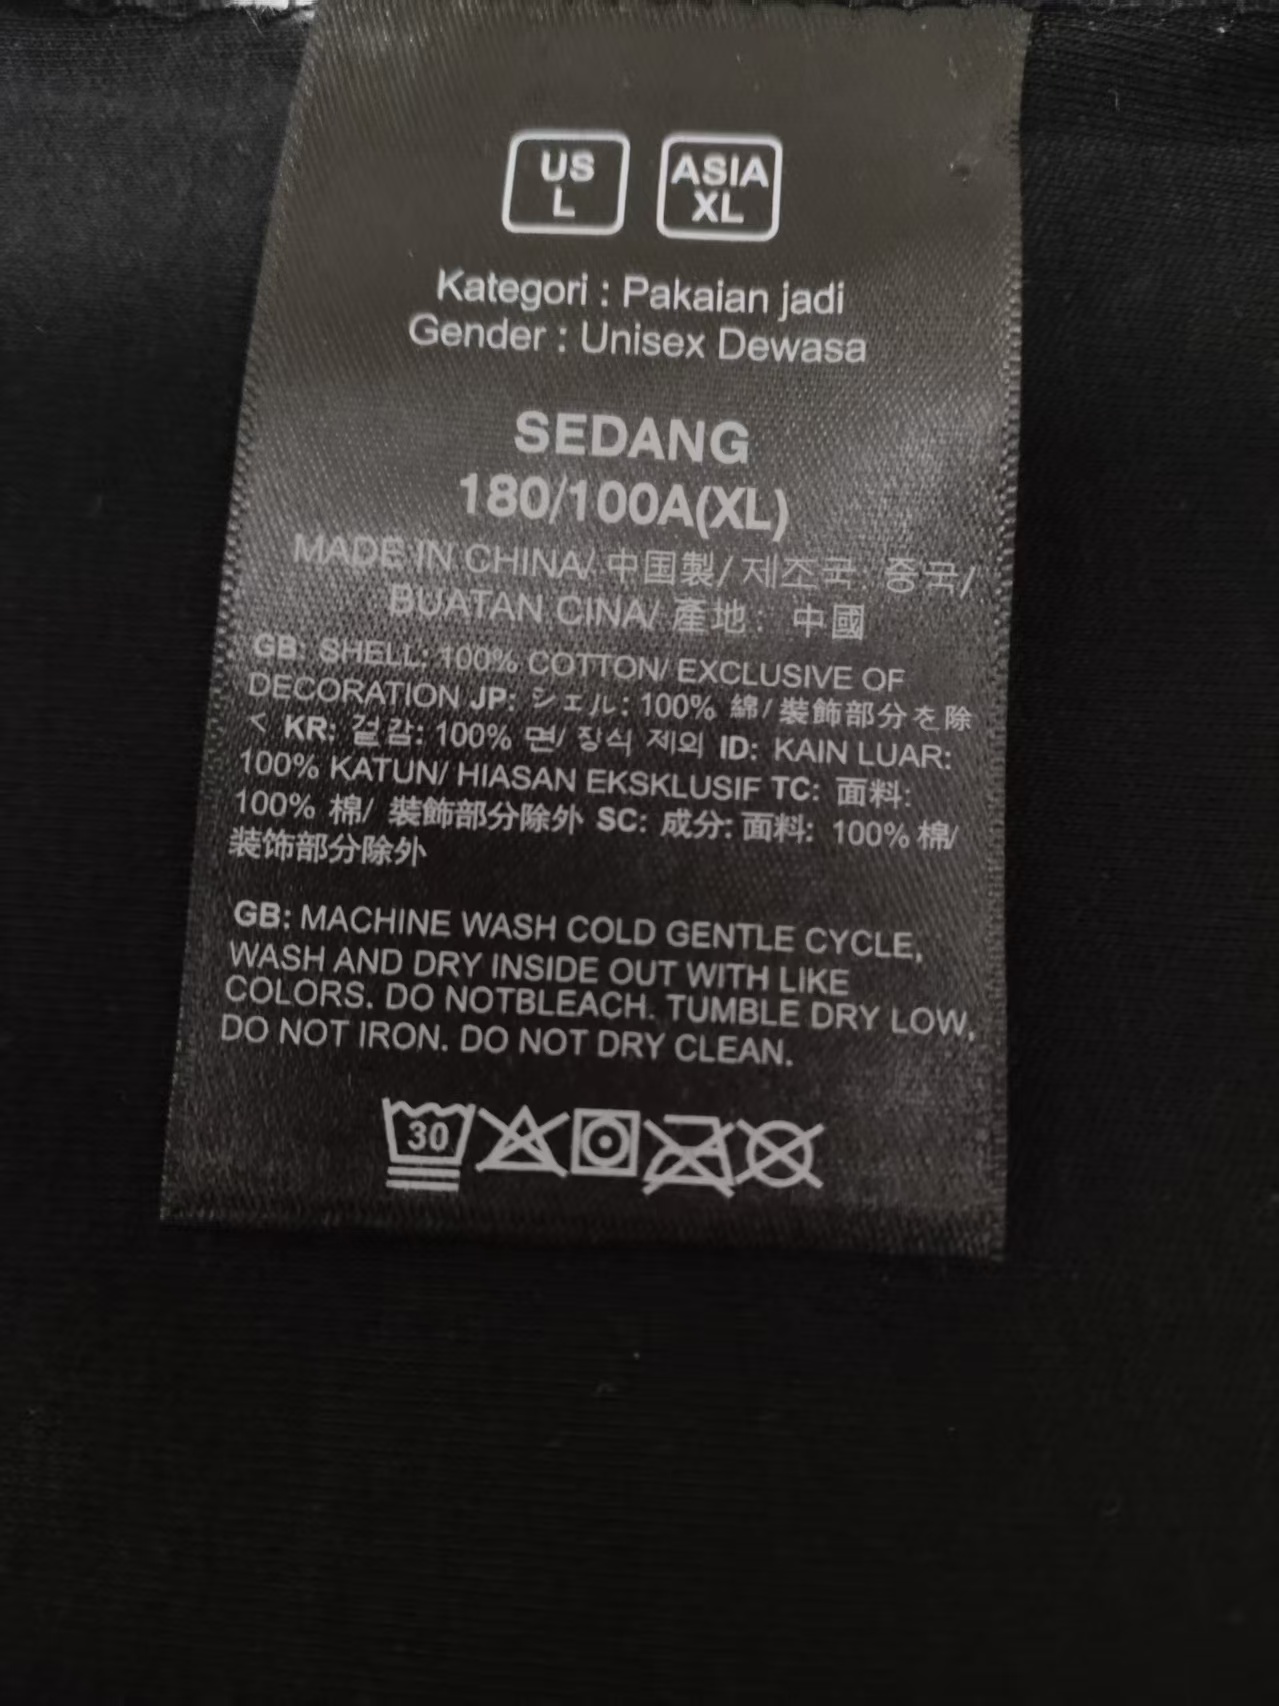 US
L
ASIA
XL
Kategori : Pakaian jadi
Gender : Unisex Dewasa
SEDANG
180/100A(XL)
MADE IN CHINA/ 中国製/ 제조국: 중국/
BUATAN CINA/ 產地: 中國
GB: SHELL: 100% COTTON/ EXCLUSIVE OF
DECORATION JP: シェル: 100% 綿/ 装飾部分を除
く KR: 겉감: 100% 면/ 장식 제외 ID: KAIN LUAR:
100% KATUN/ HIASAN EKSKLUSIF TC: 面料:
100% 棉/ 裝飾部分除外 SC: 成分: 面料: 100% 棉/
装饰部分除外
GB: MACHINE WASH COLD GENTLE CYCLE,
WASH AND DRY INSIDE OUT WITH LIKE
COLORS. DO NOTBLEACH. TUMBLE DRY LOW,
DO NOT IRON. DO NOT DRY CLEAN.
30